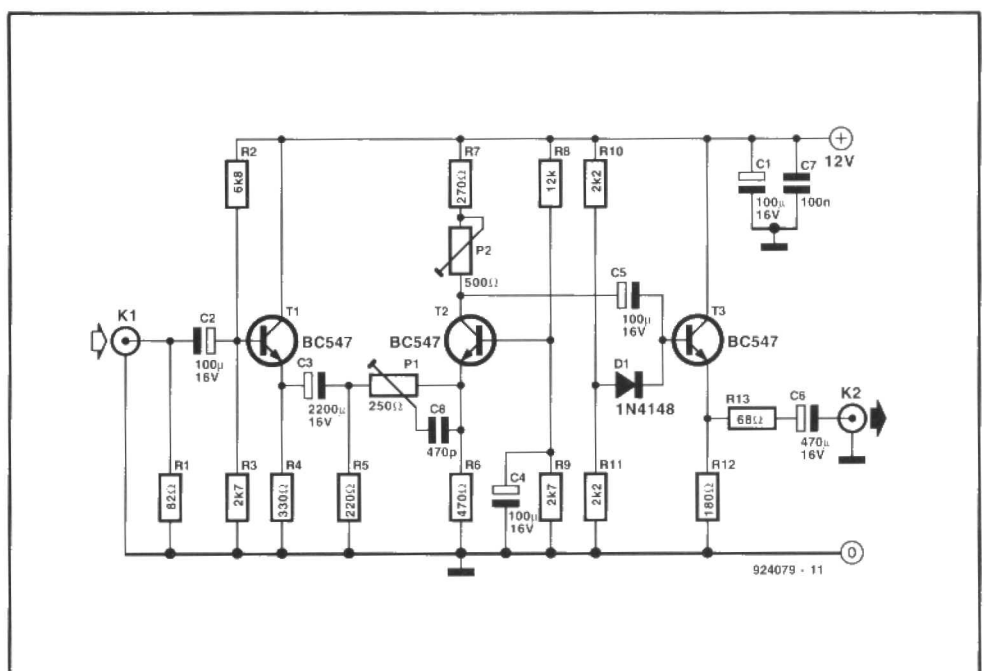 R2
6k8
R7
270Ω
R8
12k
R10
2k2
+
12V
C1
100µ
16V
C7
100n
P2
500Ω
K1
C2
100µ
16V
T1
BC547
T2
BC547
C5
100µ
16V
T3
BC547
C3
2200µ
16V
P1
250Ω
C8
470p
D1
1N4148
R13
68Ω
C6
470µ
16V
K2
R1
82Ω
R3
2k7
R4
330Ω
R5
220Ω
R6
470Ω
C4
100µ
16V
R9
2k7
R11
2k2
R12
180Ω
0
924079 - 11